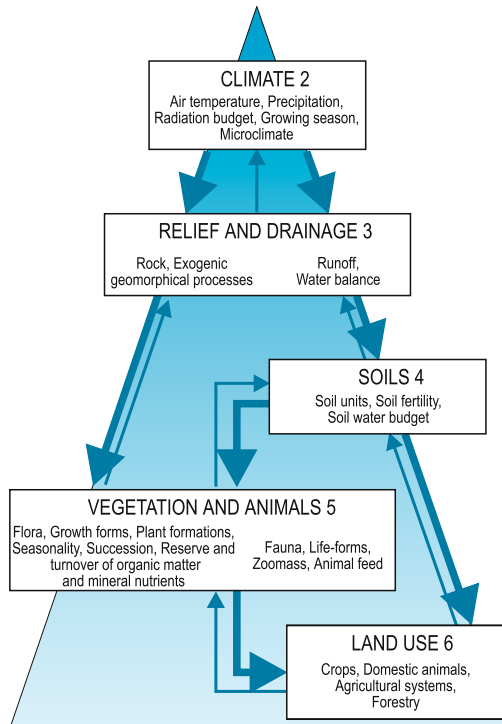 CLIMATE 2
Air temperature, Precipitation,
Radiation budget, Growing season,
Microclimate
RELIEF AND DRAINAGE 3
Rock, Exogenic
geomorphical processes
Runoff,
Water balance
SOILS 4
Soil units, Soil fertility,
Soil water budget
VEGETATION AND ANIMALS 5
Flora, Growth forms, Plant formations,
Seasonality, Succession, Reserve and
turnover of organic matter
and mineral nutrients
Fauna, Life-forms,
Zoomass, Animal feed
LAND USE 6
Crops, Domestic animals,
Agricultural systems,
Forestry